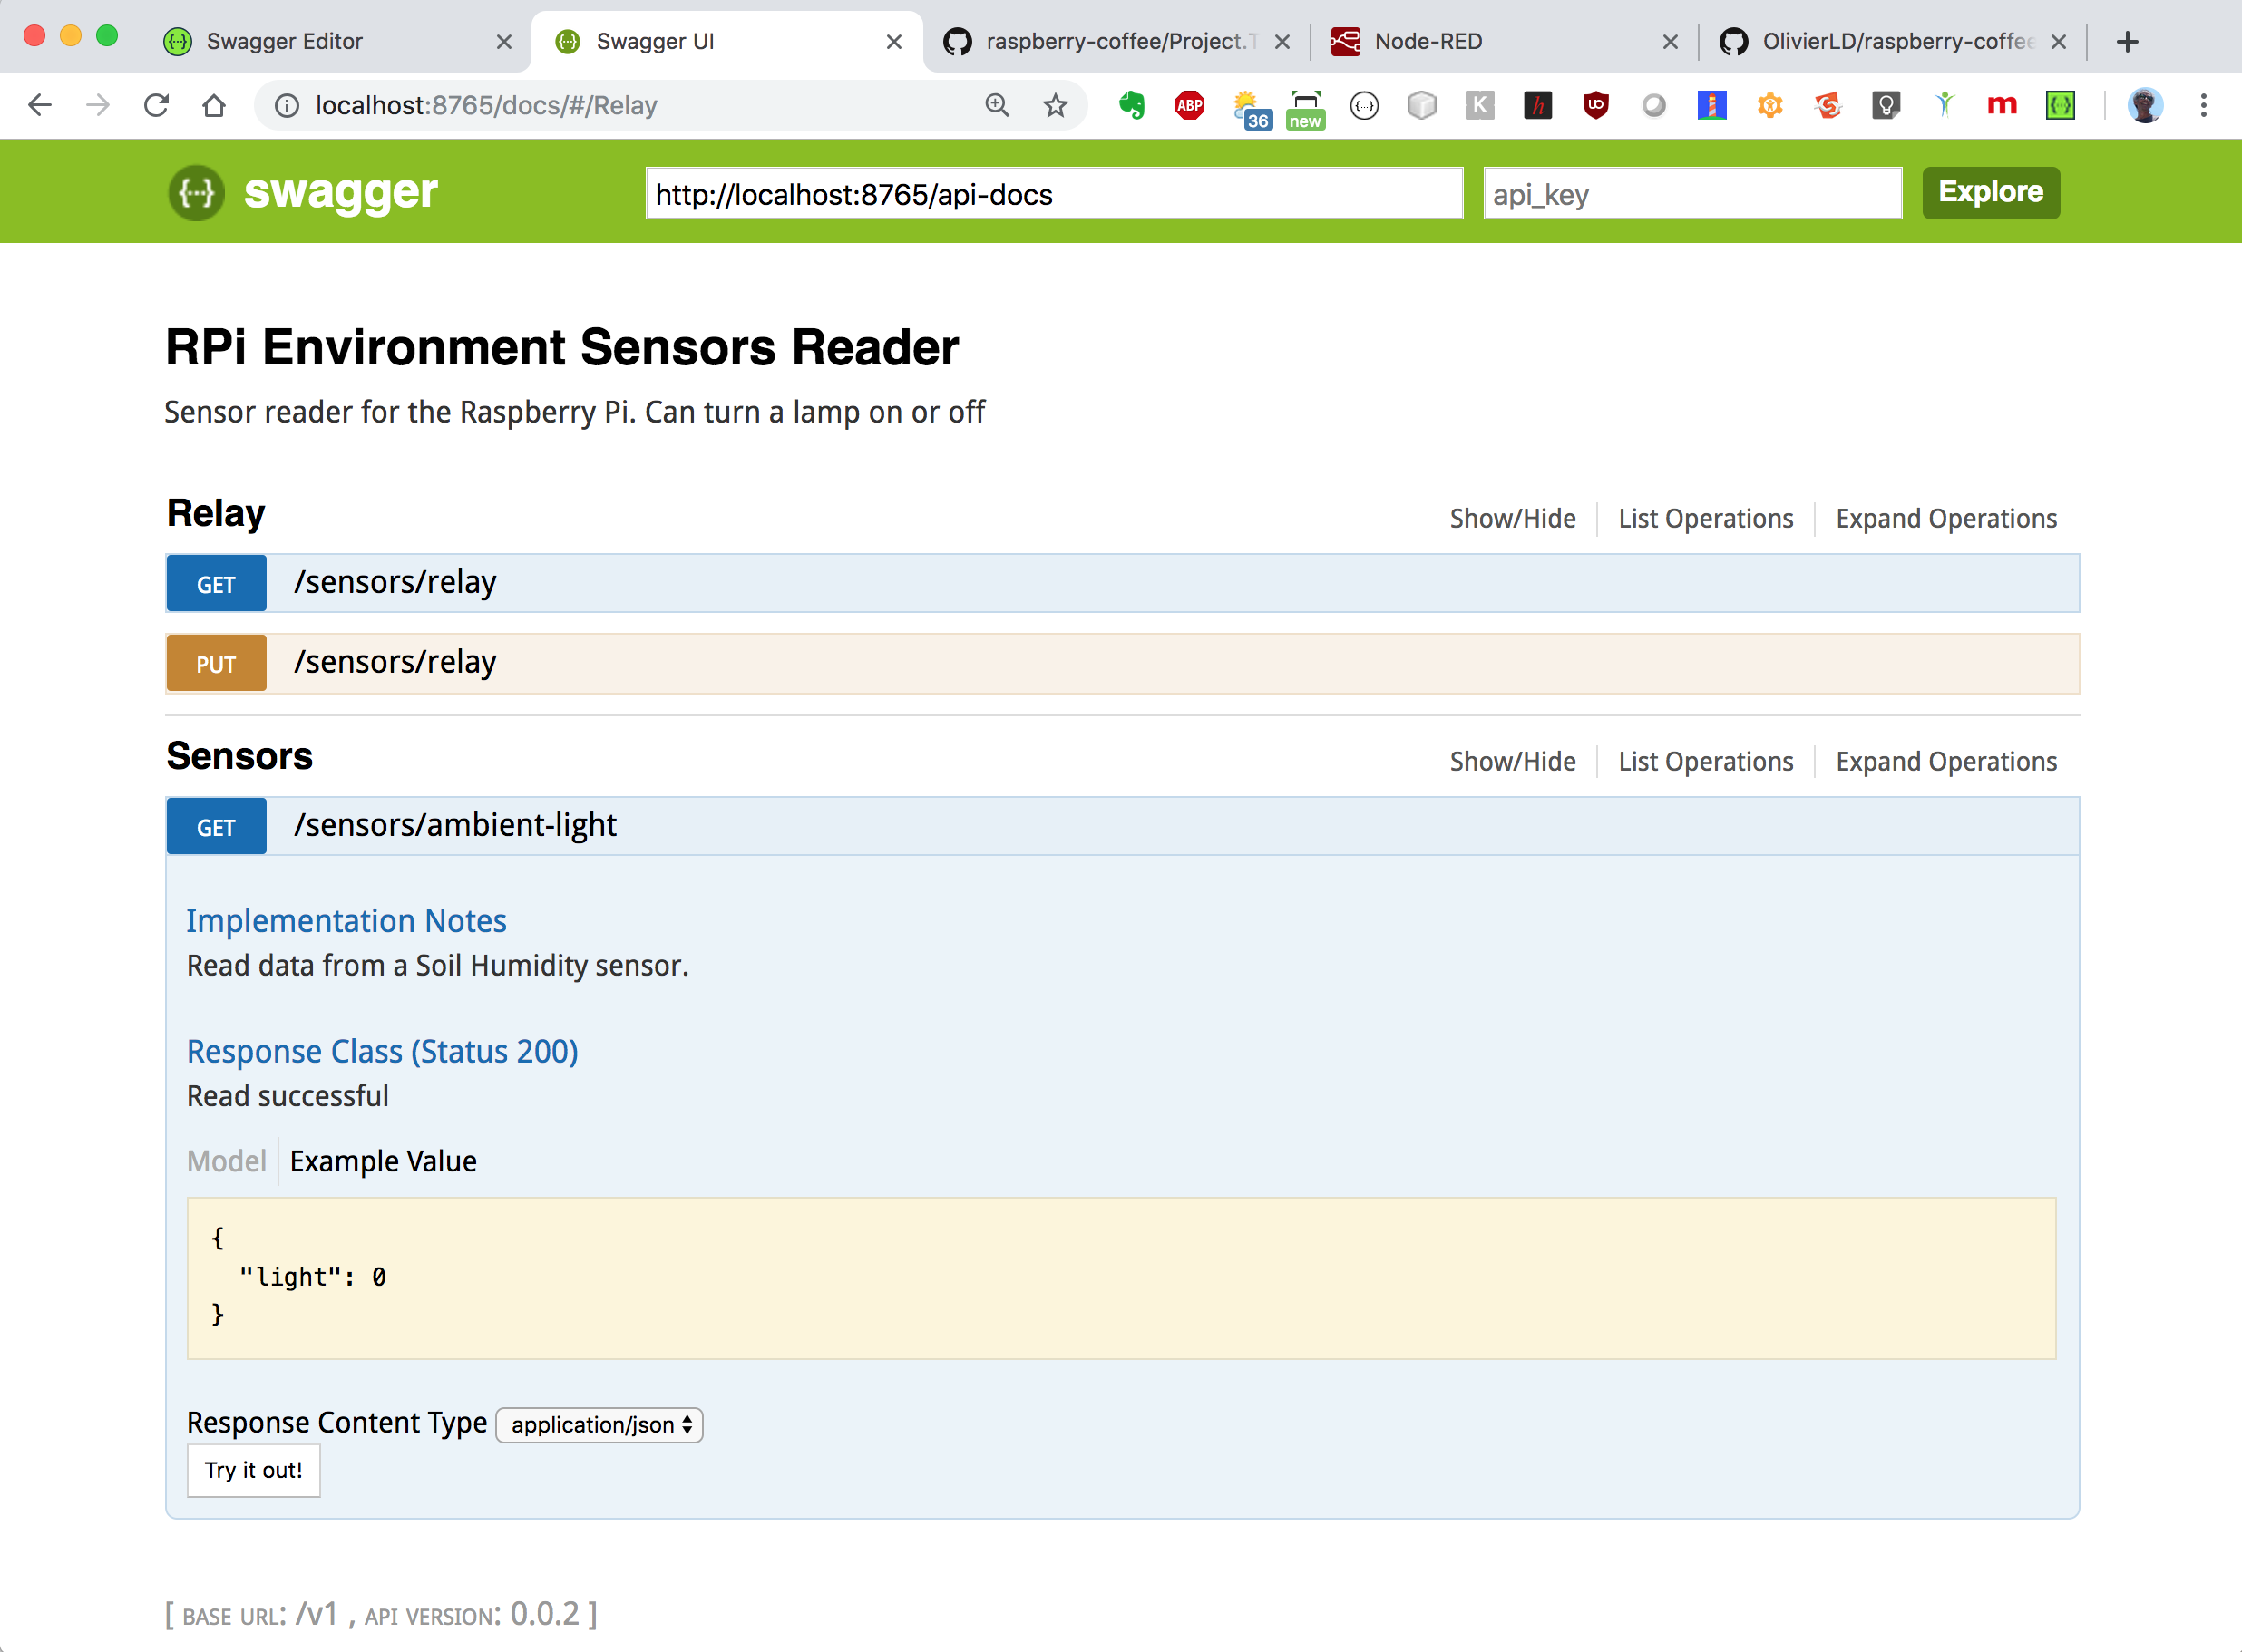 Swagger Editor
Swagger UI
raspberry-coffee/Project.T
Node-RED
OlivierLD/raspberry-coffee
localhost:8765/docs/#/Relay
ABP
36
new
{...}
K
h
m
swagger
http://localhost:8765/api-docs
api_key
Explore
RPi Environment Sensors Reader
Sensor reader for the Raspberry Pi. Can turn a lamp on or off
Relay
Show/Hide
List Operations
Expand Operations
GET
/sensors/relay
PUT
/sensors/relay
Sensors
Show/Hide
List Operations
Expand Operations
GET
/sensors/ambient-light
Implementation Notes
Read data from a Soil Humidity sensor.
Response Class (Status 200)
Read successful
Model
Example Value
{
"light": 0
}
Response Content Type
application/json
Try it out!
[ BASE URL: /v1 , API VERSION: 0.0.2 ]